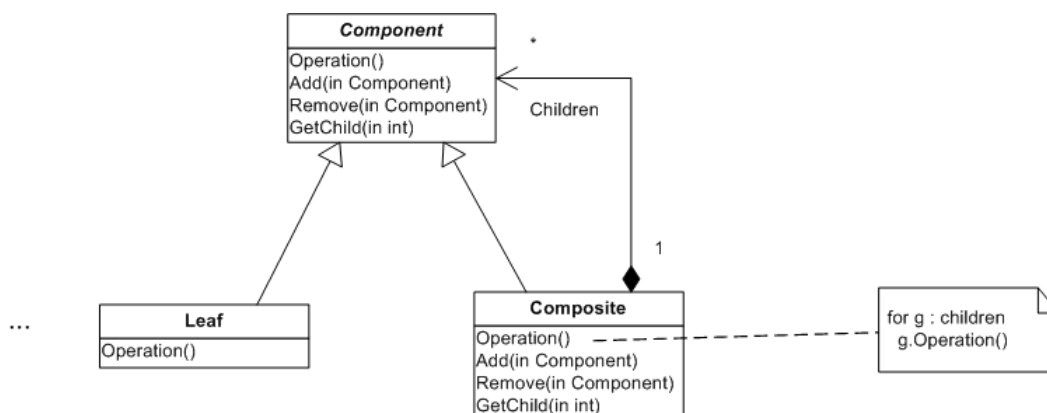 Component
Operation()
Add(in Component)
Remove(in Component)
GetChild(in int)
*
Children
1
...
Leaf
Operation()
Composite
Operation()
Add(in Component)
Remove(in Component)
GetChild(in int)
for g : children
g.Operation()